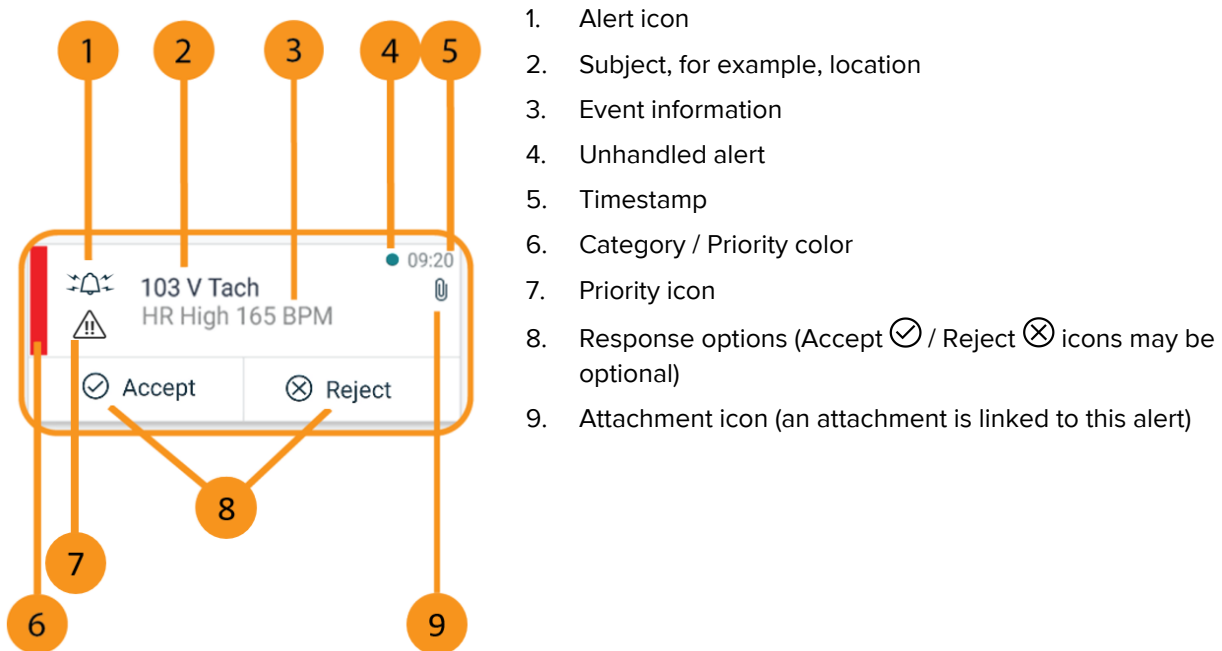 1 2 3 4 5
09:20
103 V Tach
HR High 165 BPM
Accept Reject
8
7
6 9
1. Alert icon
2. Subject, for example, location
3. Event information
4. Unhandled alert
5. Timestamp
6. Category / Priority color
7. Priority icon
8. Response options (Accept / Reject icons may be
optional)
9. Attachment icon (an attachment is linked to this alert)